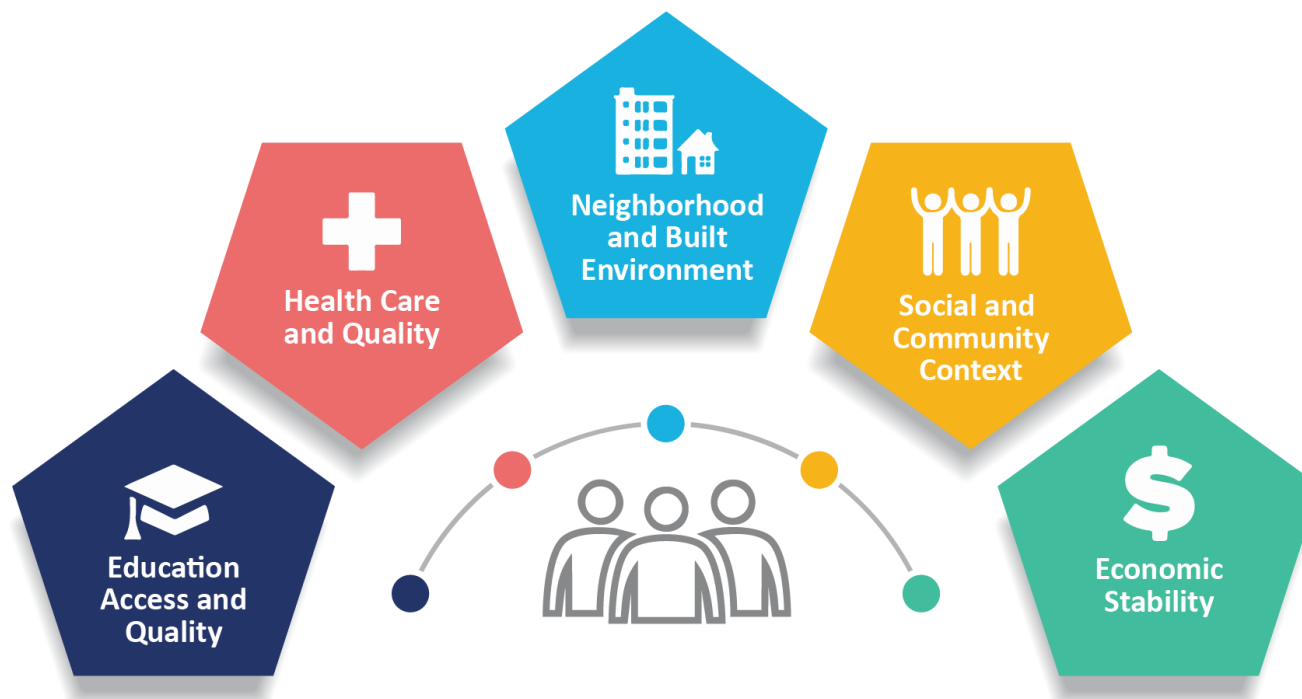 Education
Access and
Quality
Health Care
and Quality
Neighborhood
and Built
Environment
Social and
Community
Context
Economic
Stability